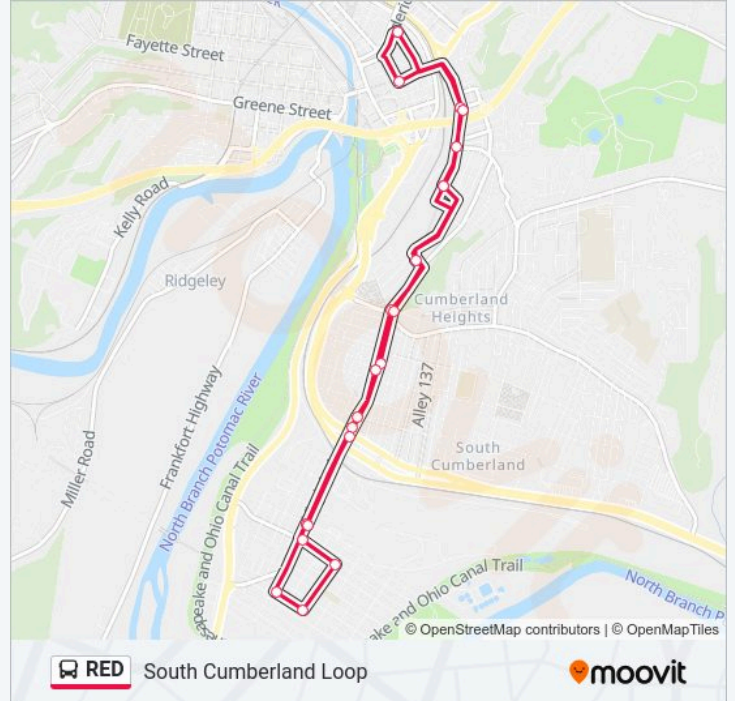 Fayette Street
Greene Street
Kelly Road
Ridgeley
Cumberland
Heights
Alley 137
Frankfort Highway
North Branch Potomac River
Miller Road
South
Cumberland
peake and Ohio Canal Trail
ake and Ohio Canal Trail
North Branch P
© OpenStreetMap contributors | © OpenMapTiles
RED South Cumberland Loop
moovit